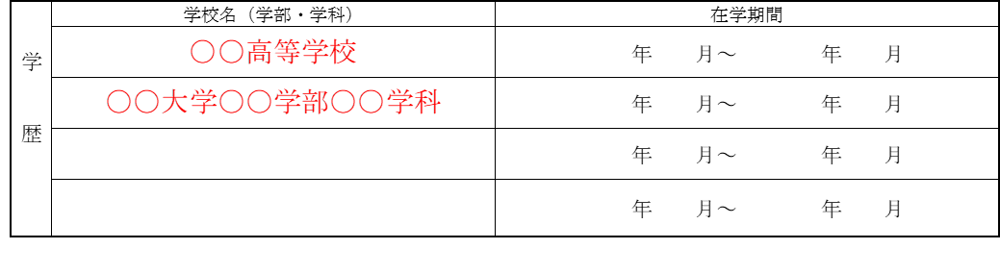 学歴
学校名（学部・学科） 在学期間
〇〇高等学校 年 月～ 年 月
〇〇大学〇〇学部〇〇学科 年 月～ 年 月
年 月～ 年 月
年 月～ 年 月